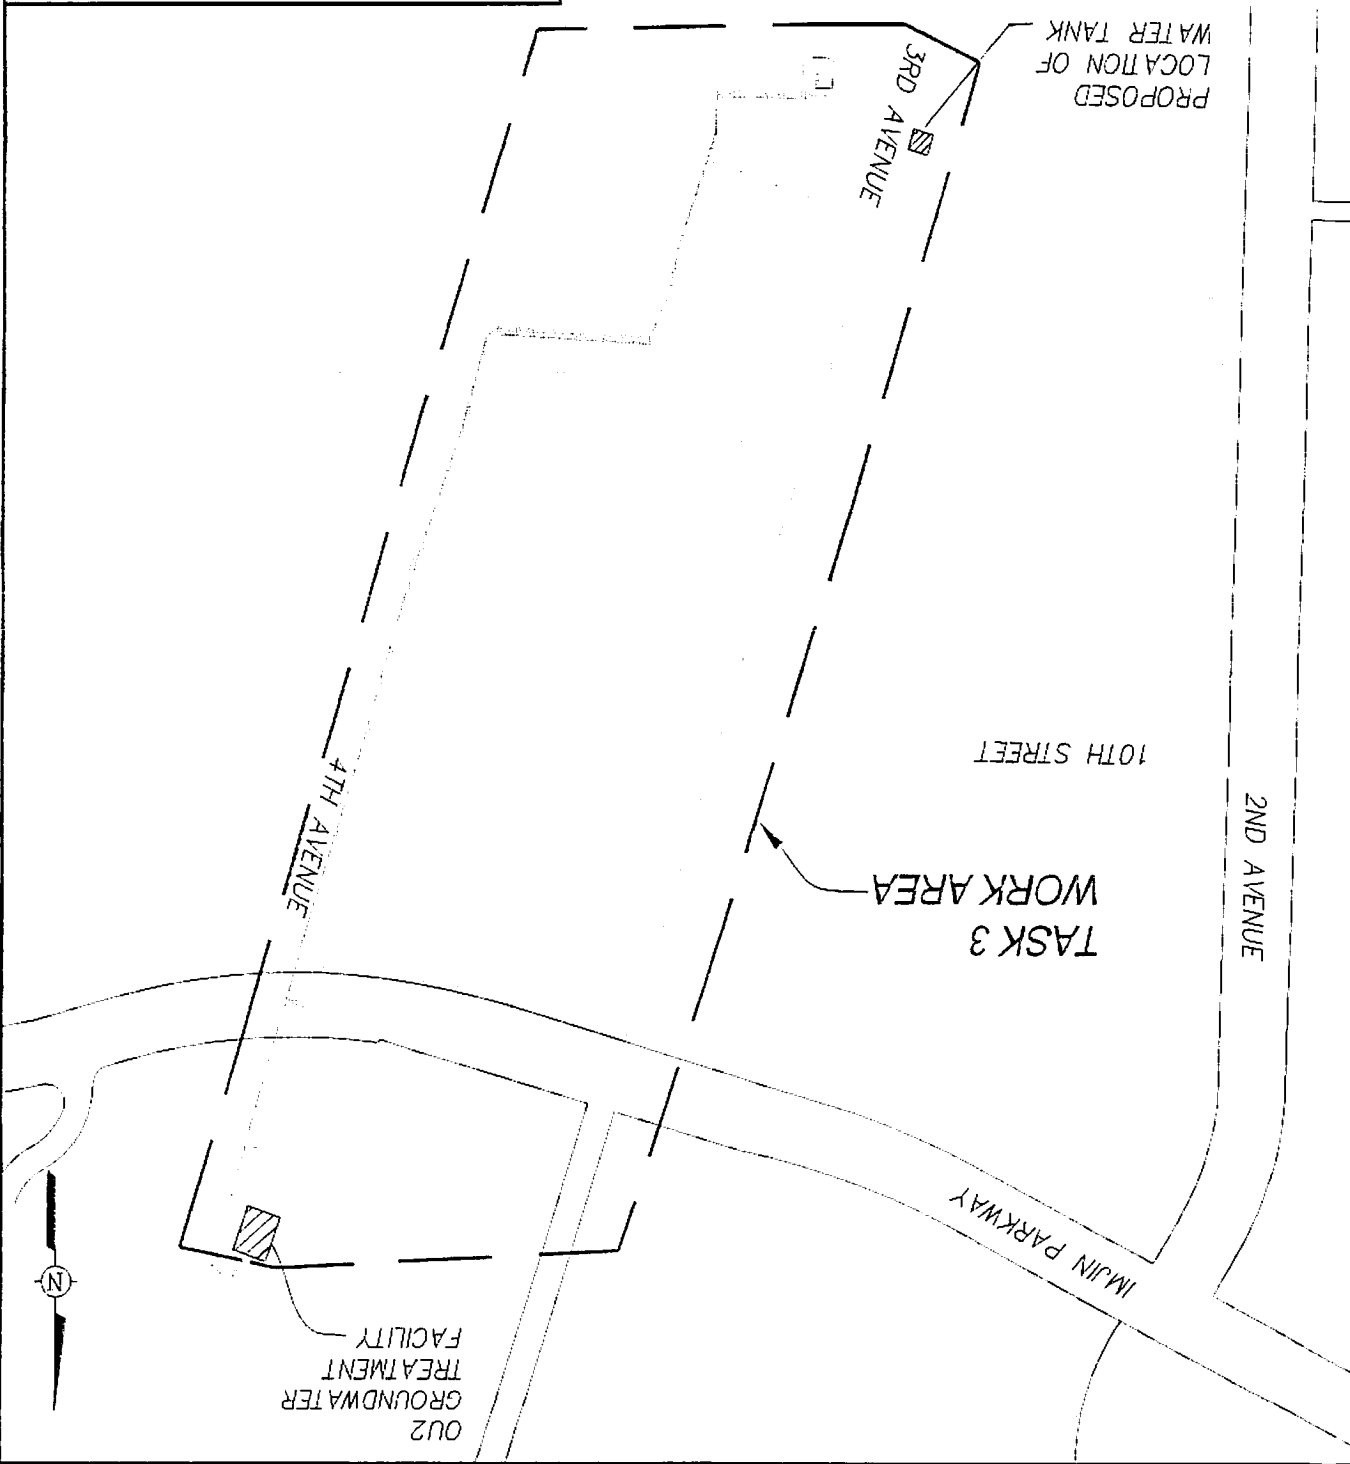 OU2
GROUNDWATER
TREATMENT
FACILITY
N
IMJIN PARKWAY
TASK 3
WORK AREA
4TH AVENUE
2ND AVENUE
10TH STREET
3RD AVENUE
PROPOSED
LOCATION OF
WATER TANK